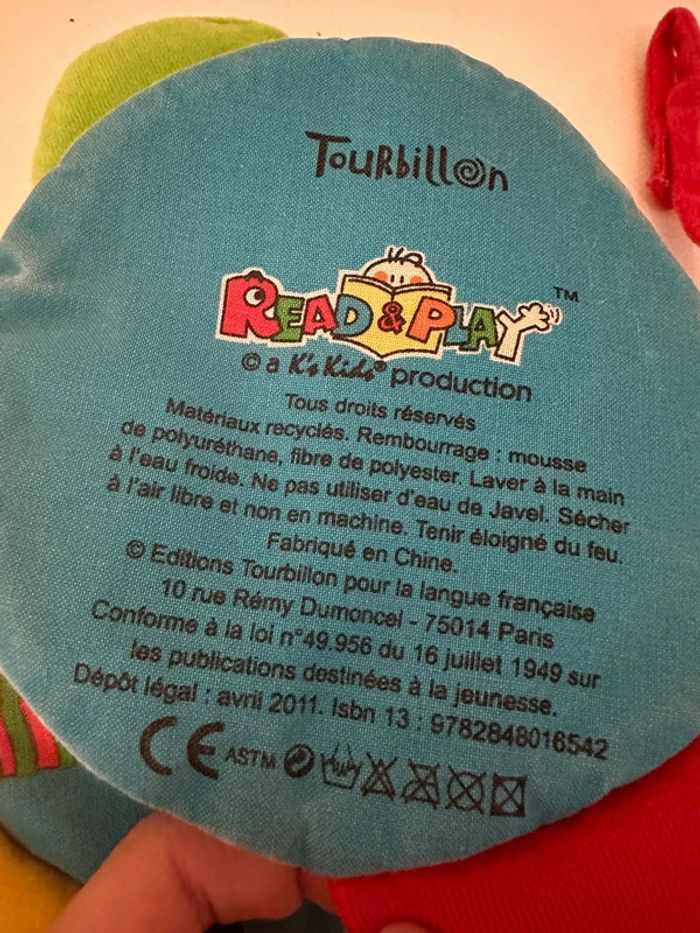 Tourbillon
READ & PLAY TM
© a K's Kids® production
Tous droits réservés
Matériaux recyclés. Rembourrage : mousse
de polyuréthane, fibre de polyester. Laver à la main
à l'eau froide. Ne pas utiliser d'eau de Javel. Sécher
à l'air libre et non en machine. Tenir éloigné du feu.
Fabriqué en Chine.
© Editions Tourbillon pour la langue française
10 rue Rémy Dumoncel - 75014 Paris
Conforme à la loi n°49.956 du 16 juillet 1949 sur
les publications destinées à la jeunesse.
Dépôt légal : avril 2011. Isbn 13 : 9782848016542
CE ASTM